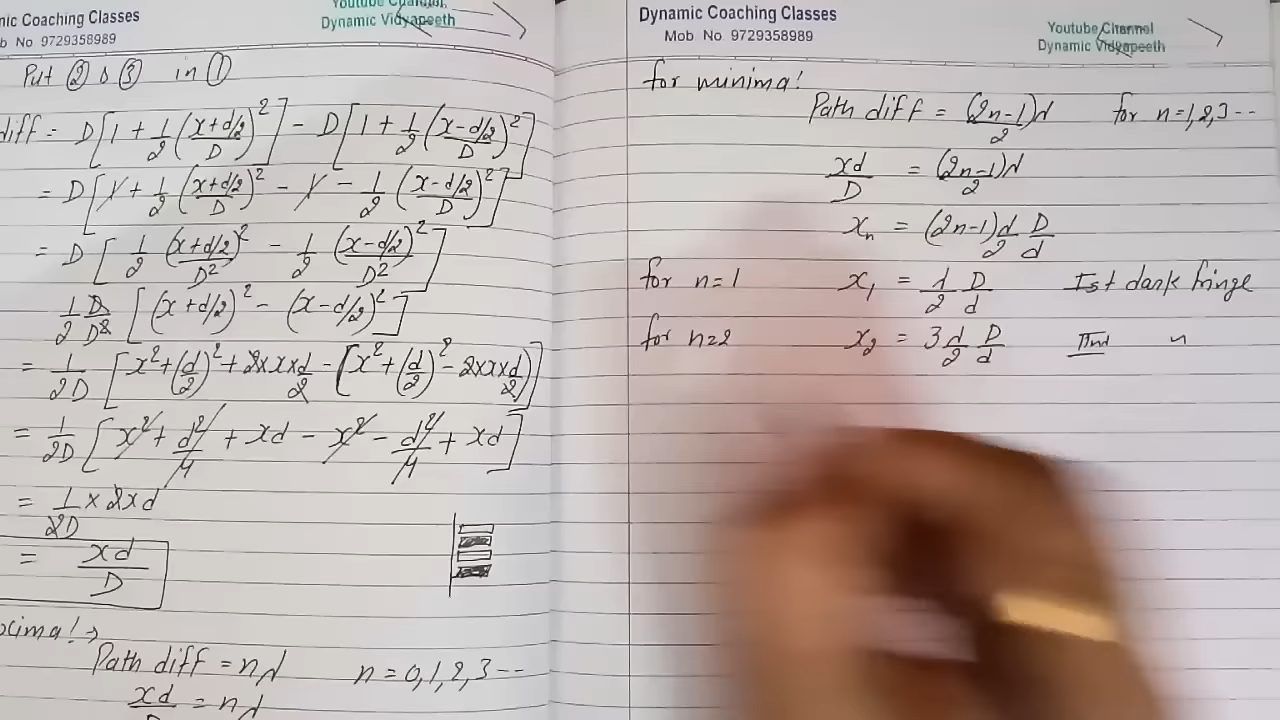 nic Coaching Classes
b No 9729358989
Youtube Channel,
Dynamic Vidyapeeth
Put ② & ③ in ①
diff = D[1 + 1/2 ((x+d/2)/D)²] - D[1 + 1/2 ((x-d/2)/D)²]
= D[1 + 1/2 ((x+d/2)/D)² - 1 - 1/2 ((x-d/2)/D)²]
= D[1/2 (x+d/2)²/D² - 1/2 (x-d/2)²/D²]
1/2 D/D² [(x+d/2)² - (x-d/2)²]
= 1/2D [x² + (d/2)² + 2×x×d/2 - [x² + (d/2)² - 2×x×d/2)]]
= 1/2D [x² + d²/4 + xd - x² - d²/4 + xd]
= 1/2D × 2xd
= xd/D
xima! →
Path diff = nλ n = 0,1,2,3--
xd = nλ
Dynamic Coaching Classes
Mob No 9729358989
Youtube Channel
Dynamic Vidyapeeth
for minima!
Path diff = (2n-1)λ/2 for n=1,2,3--
xd/D = (2n-1)λ/2
xₙ = (2n-1)λ/2 D/d
for n=1 x₁ = λ/2 D/d Ist dark fringe
for n=2 x₂ = 3λ/2 D/d IInd "